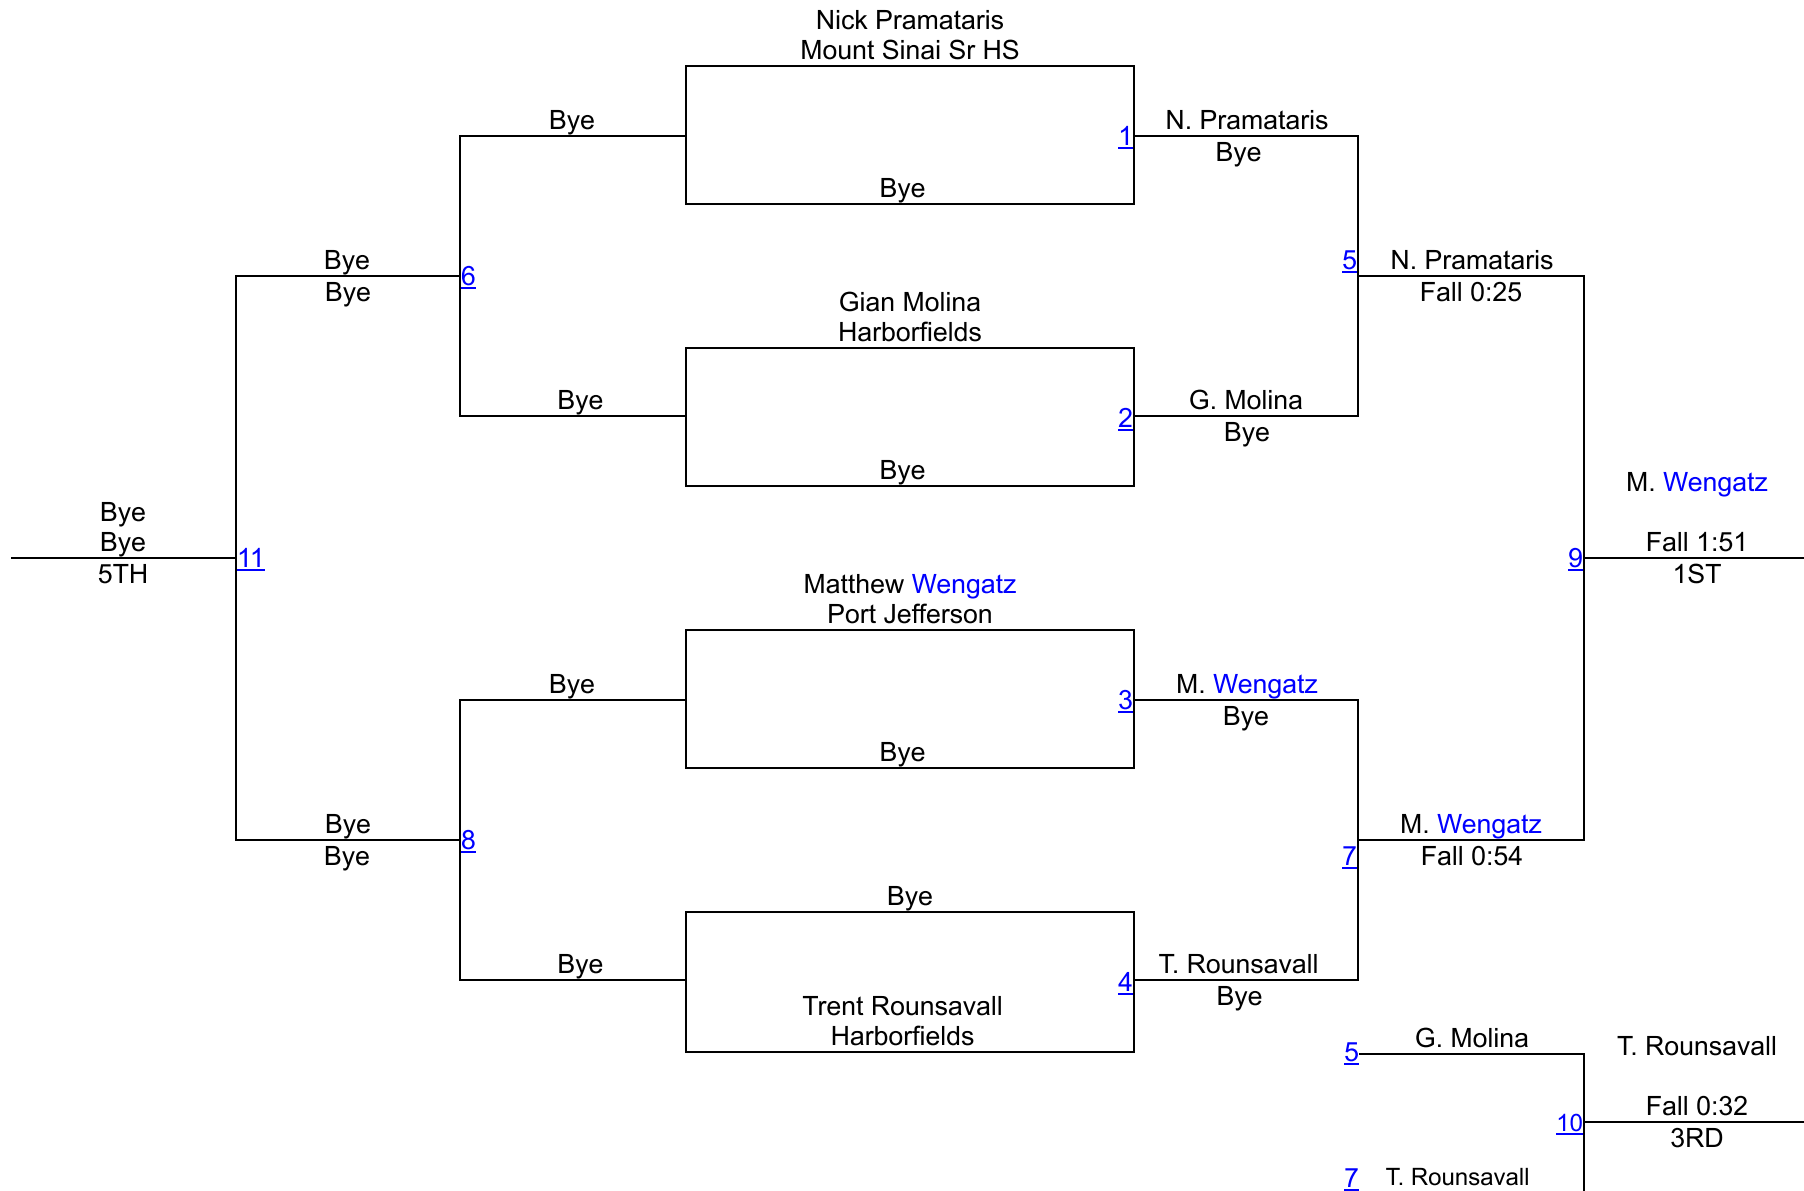 Nick Pramataris
Mount Sinai Sr HS
Bye
1
N. Pramataris
Bye
Bye
Bye
6
Bye
5
N. Pramataris
Fall 0:25
Gian Molina
Harborfields
Bye
2
G. Molina
Bye
Bye
M. Wengatz
Bye
Bye
5TH
11
9
Fall 1:51
1ST
Matthew Wengatz
Port Jefferson
Bye
3
M. Wengatz
Bye
Bye
Bye
Bye
8
7
M. Wengatz
Fall 0:54
Bye
Bye
4
T. Rounsavall
Bye
Trent Rounsavall
Harborfields
5
G. Molina
T. Rounsavall
10
Fall 0:32
3RD
7
T. Rounsavall